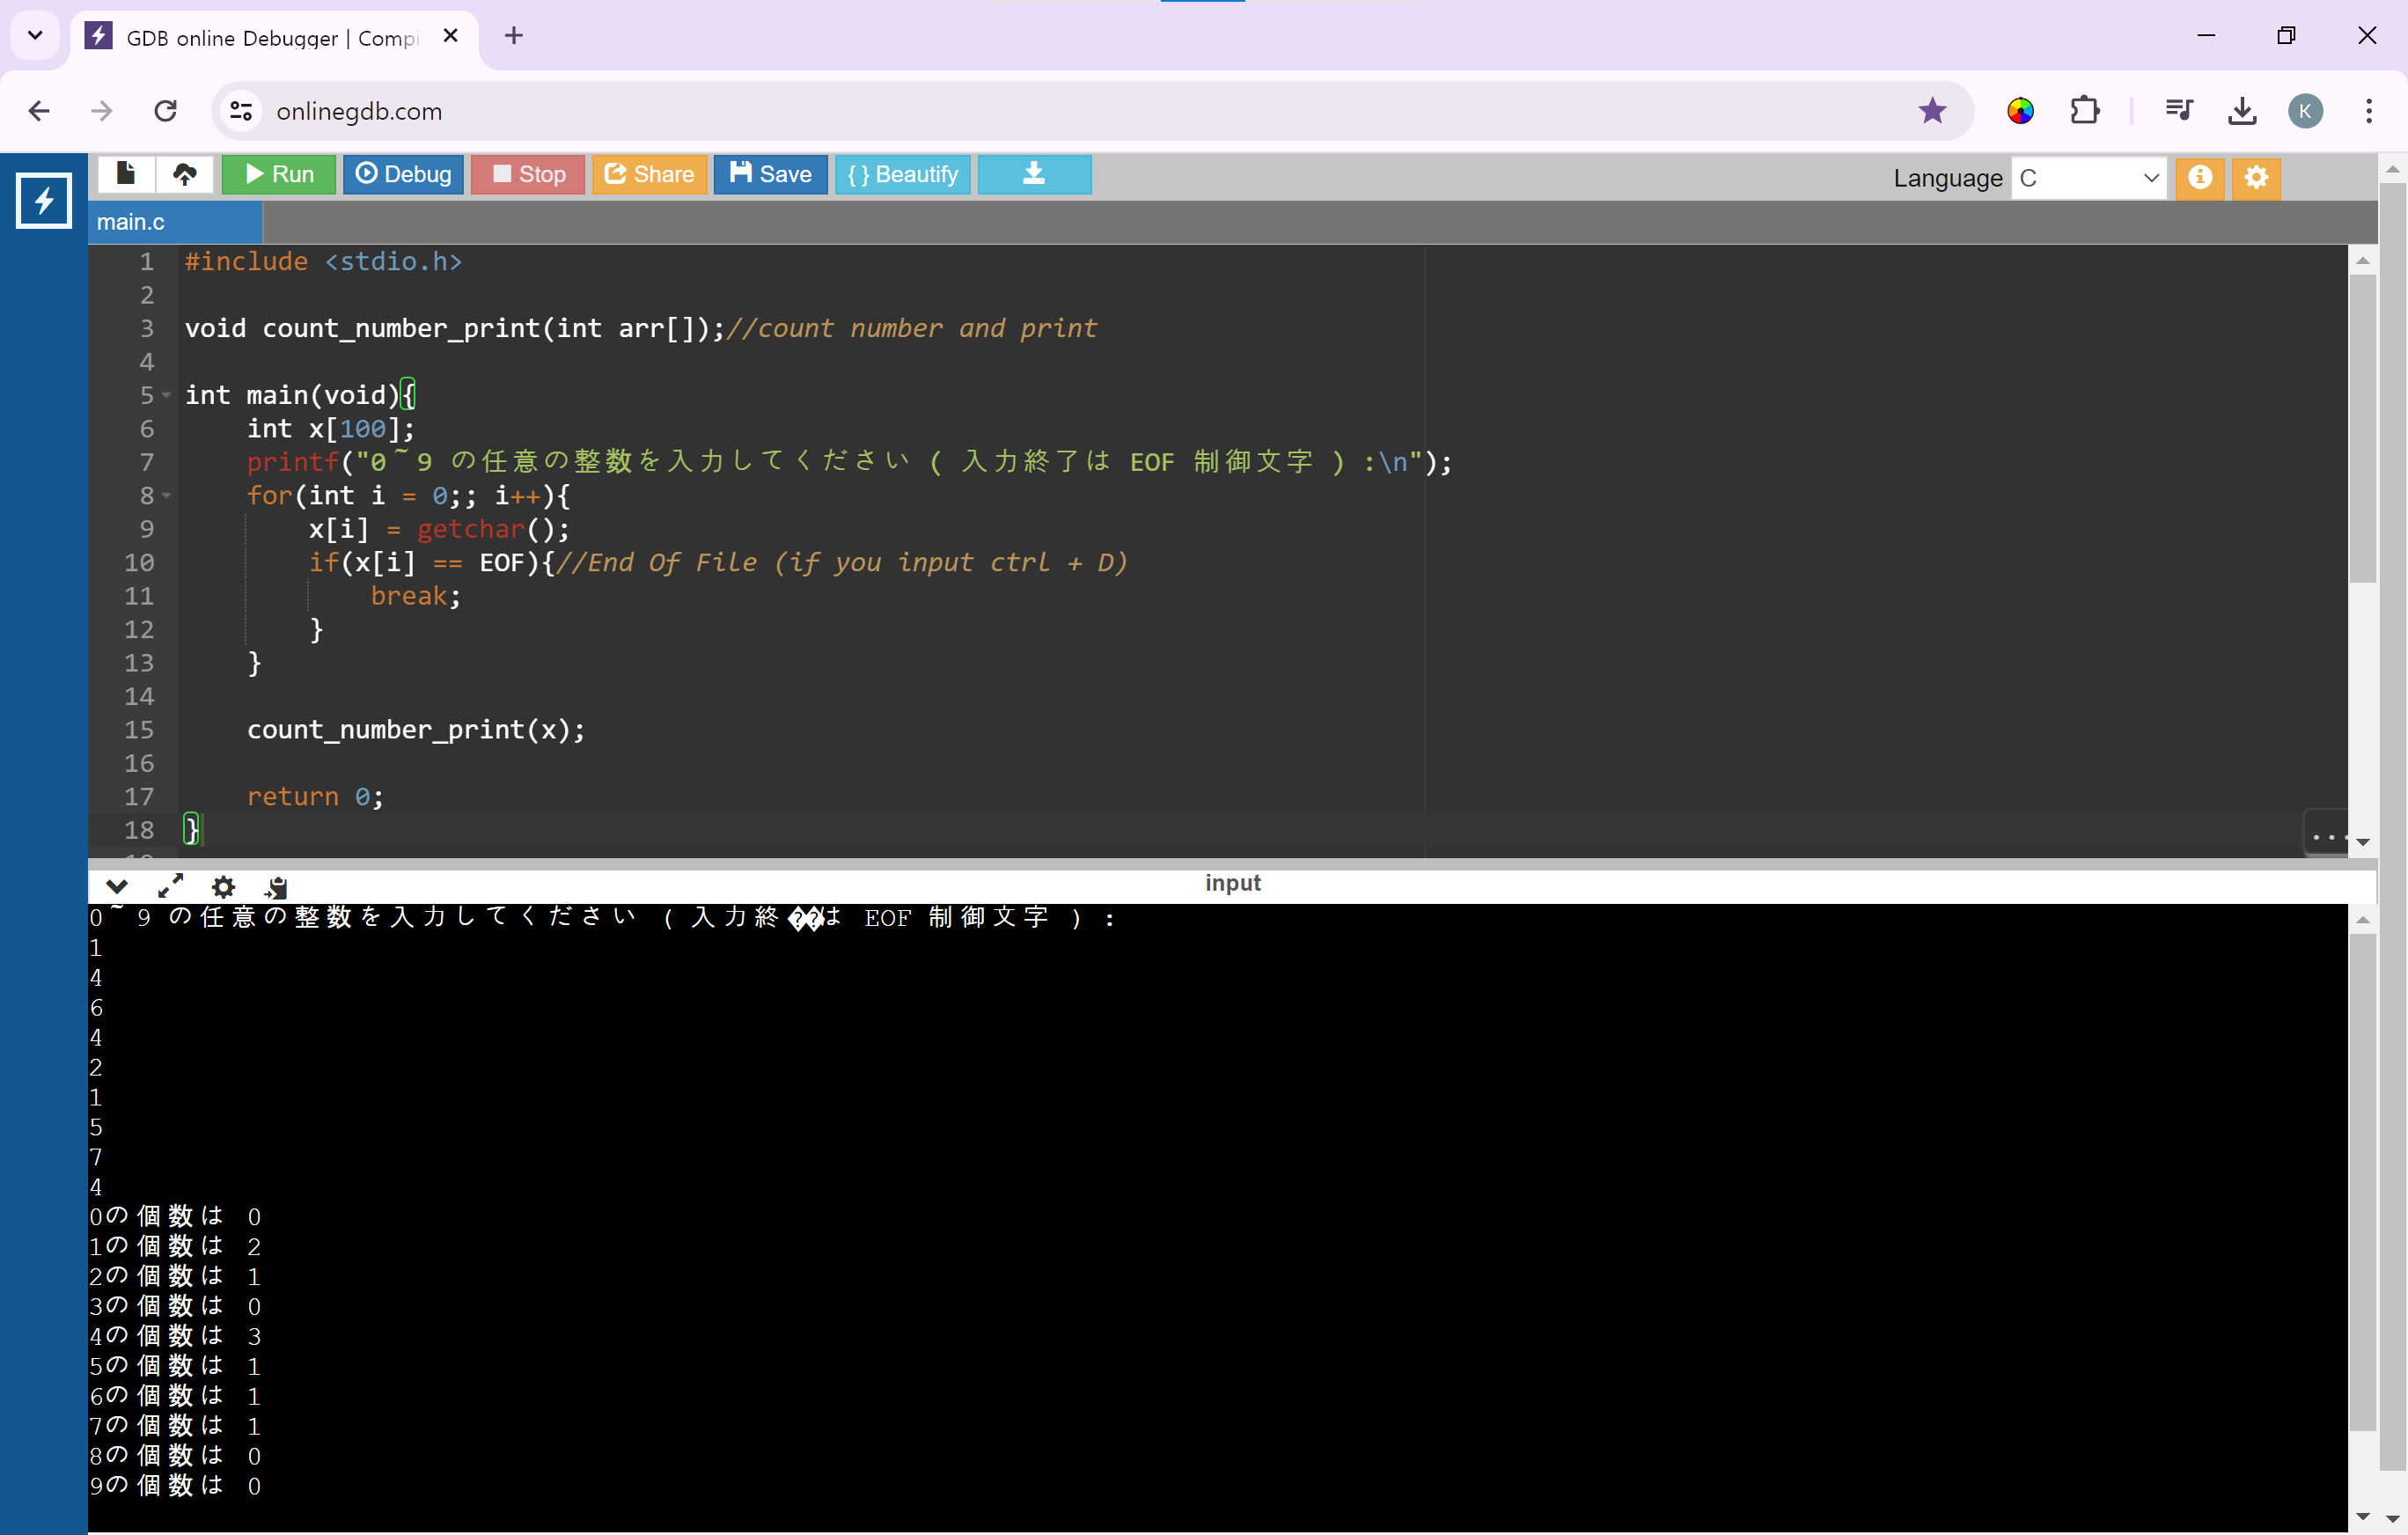 GDB online Debugger | Comp
onlinegdb.com
K
Run Debug Stop Share Save { } Beautify
Language C
main.c
1 #include <stdio.h>
2
3 void count_number_print(int arr[]);//count number and print
4
5 int main(void){
6 int x[100];
7 printf("0~9 の任意の整数を入力してください ( 入力終了は EOF 制御文字 ) :\n");
8 for(int i = 0;; i++){
9 x[i] = getchar();
10 if(x[i] == EOF){//End Of File (if you input ctrl + D)
11 break;
12 }
13 }
14
15 count_number_print(x);
16
17 return 0;
18 }
input
0~9 の任意の整数を入力してください ( 入力終��は EOF 制御文字 ) :
1
4
6
4
2
1
5
7
4
0の個数は 0
1の個数は 2
2の個数は 1
3の個数は 0
4の個数は 3
5の個数は 1
6の個数は 1
7の個数は 1
8の個数は 0
9の個数は 0